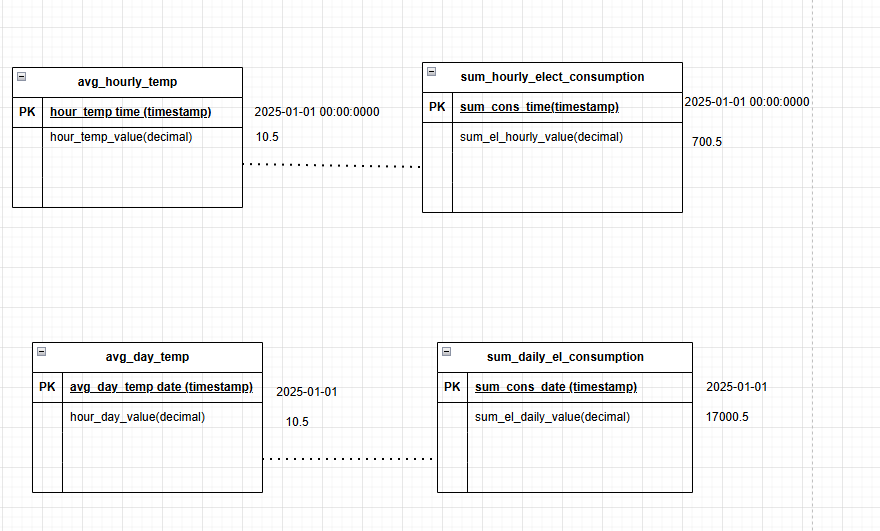 avg_hourly_temp
PK hour_temp time (timestamp) 2025-01-01 00:00:0000
hour_temp_value(decimal) 10.5
sum_hourly_elect_consumption
PK sum_cons_time(timestamp) 2025-01-01 00:00:0000
sum_el_hourly_value(decimal) 700.5
avg_day_temp
PK avg_day_temp date (timestamp) 2025-01-01
hour_day_value(decimal) 10.5
sum_daily_el_consumption
PK sum_cons_date (timestamp) 2025-01-01
sum_el_daily_value(decimal) 17000.5